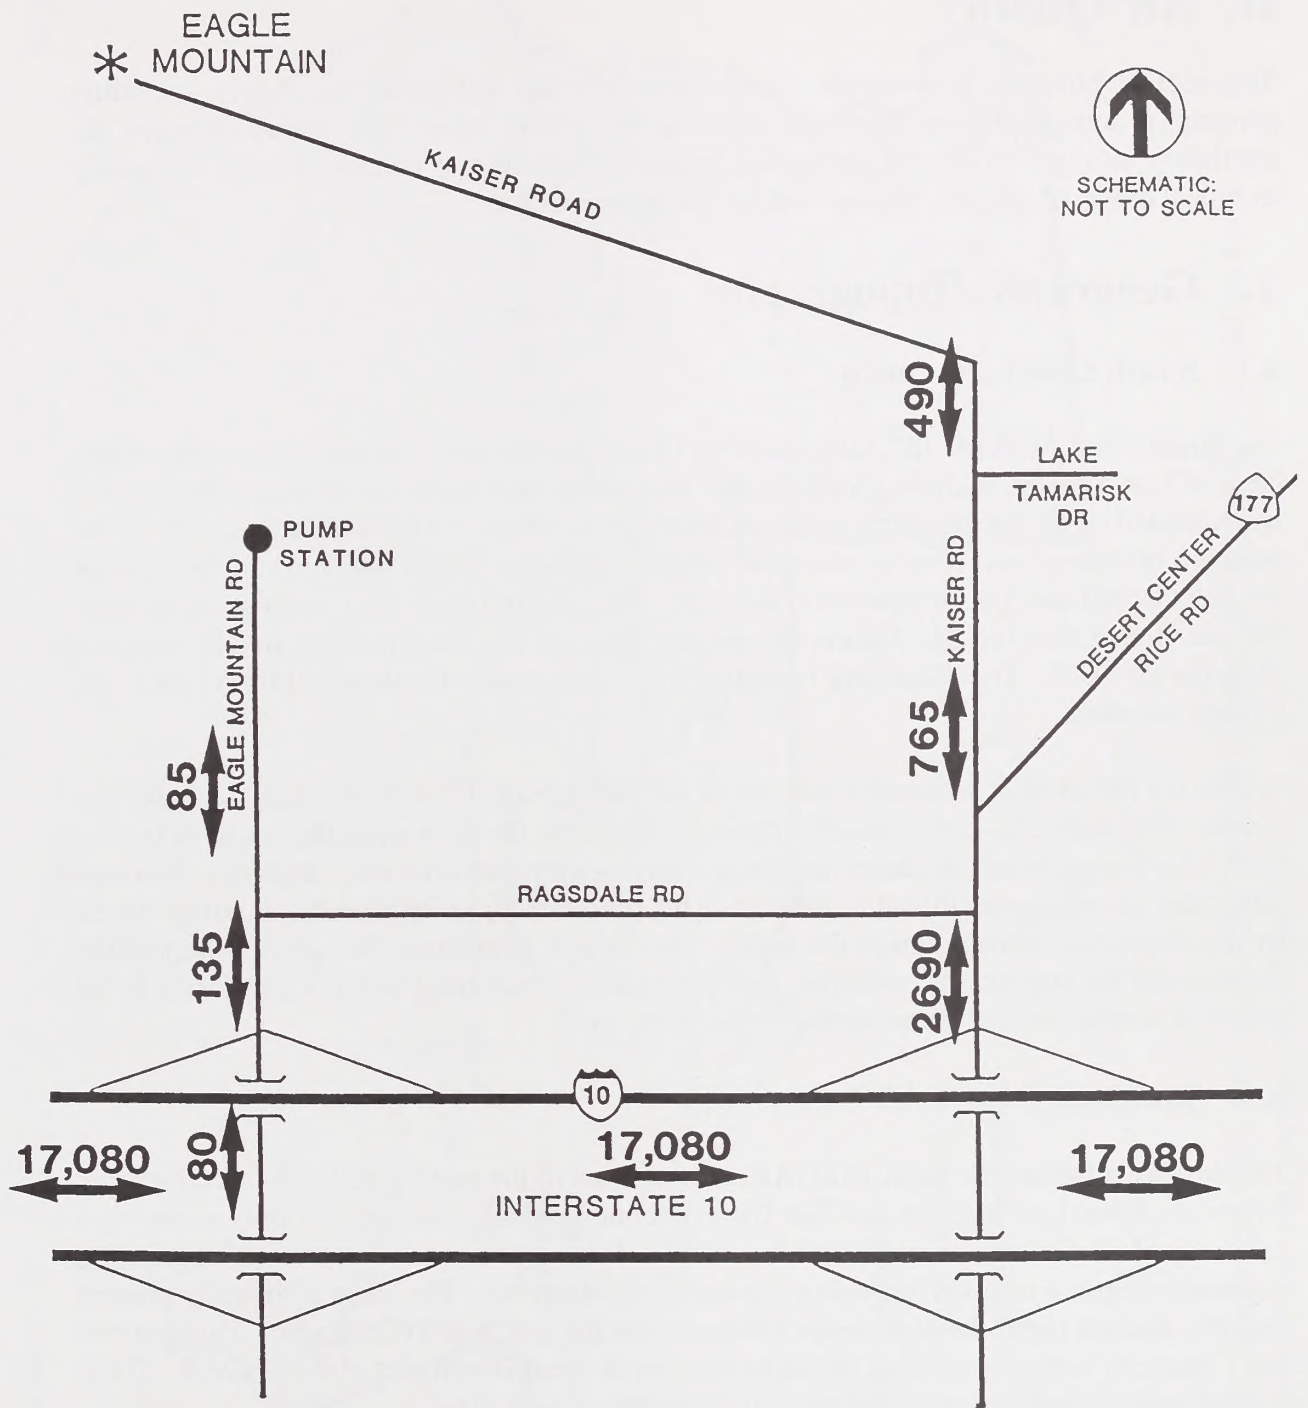 EAGLE
MOUNTAIN
KAISER ROAD
SCHEMATIC:
NOT TO SCALE
490
LAKE
TAMARISK
DR
177
PUMP
STATION
EAGLE MOUNTAIN RD
KAISER RD
DESERT CENTER
RICE RD
765
85
RAGSDALE RD
135
2690
10
17,080
80
17,080
17,080
INTERSTATE 10